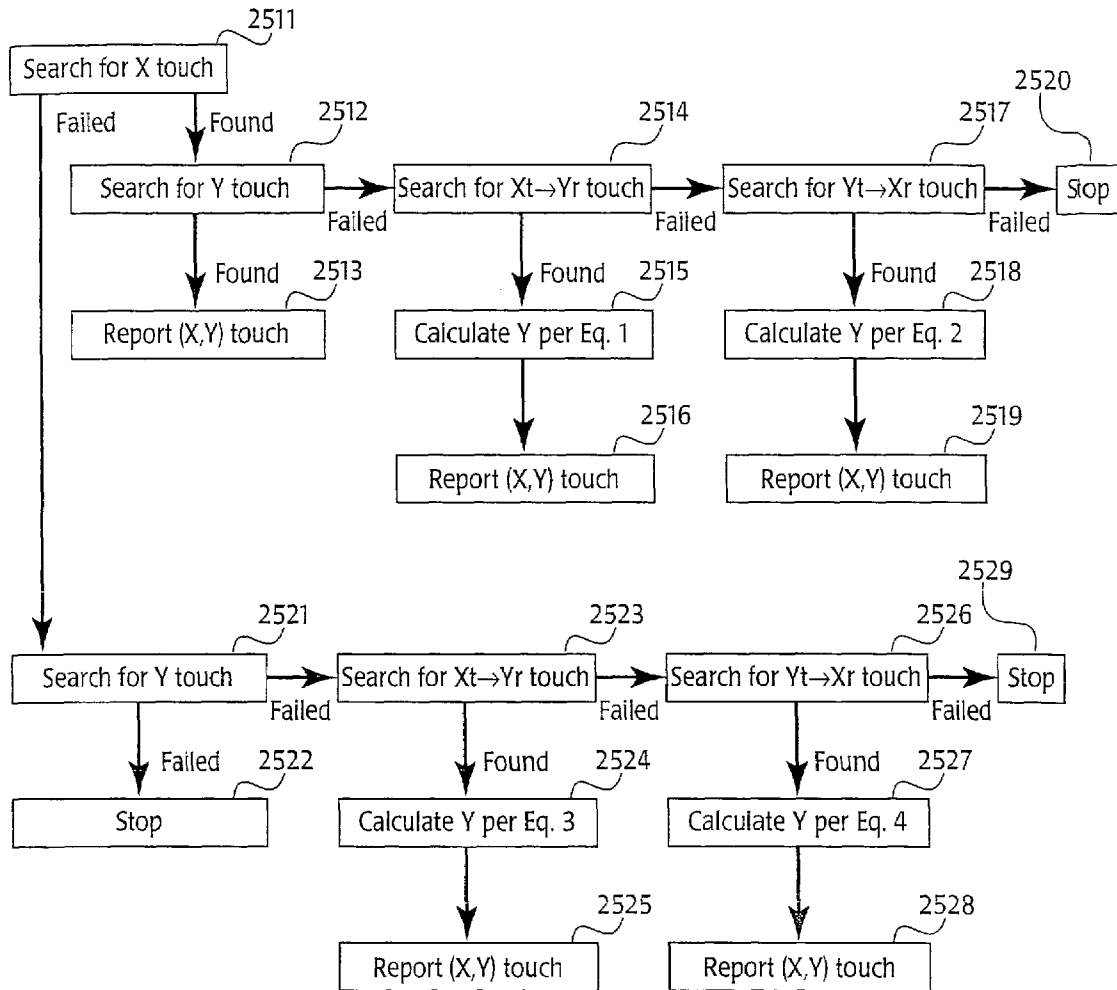 2511
Search for X touch
Failed
Found
2512
2514
2517
2520
Search for Y touch
Search for Xt→Yr touch
Search for Yt→Xr touch
Stop
Failed
Failed
Failed
Found
Found
Found
2513
2515
2518
Report (X,Y) touch
Calculate Y per Eq. 1
Calculate Y per Eq. 2
2516
2519
Report (X,Y) touch
Report (X,Y) touch
2521
2523
2526
2529
Search for Y touch
Search for Xt→Yr touch
Search for Yt→Xr touch
Stop
Failed
Failed
Failed
Failed
Found
Found
2522
2524
2527
Stop
Calculate Y per Eq. 3
Calculate Y per Eq. 4
2525
2528
Report (X,Y) touch
Report (X,Y) touch